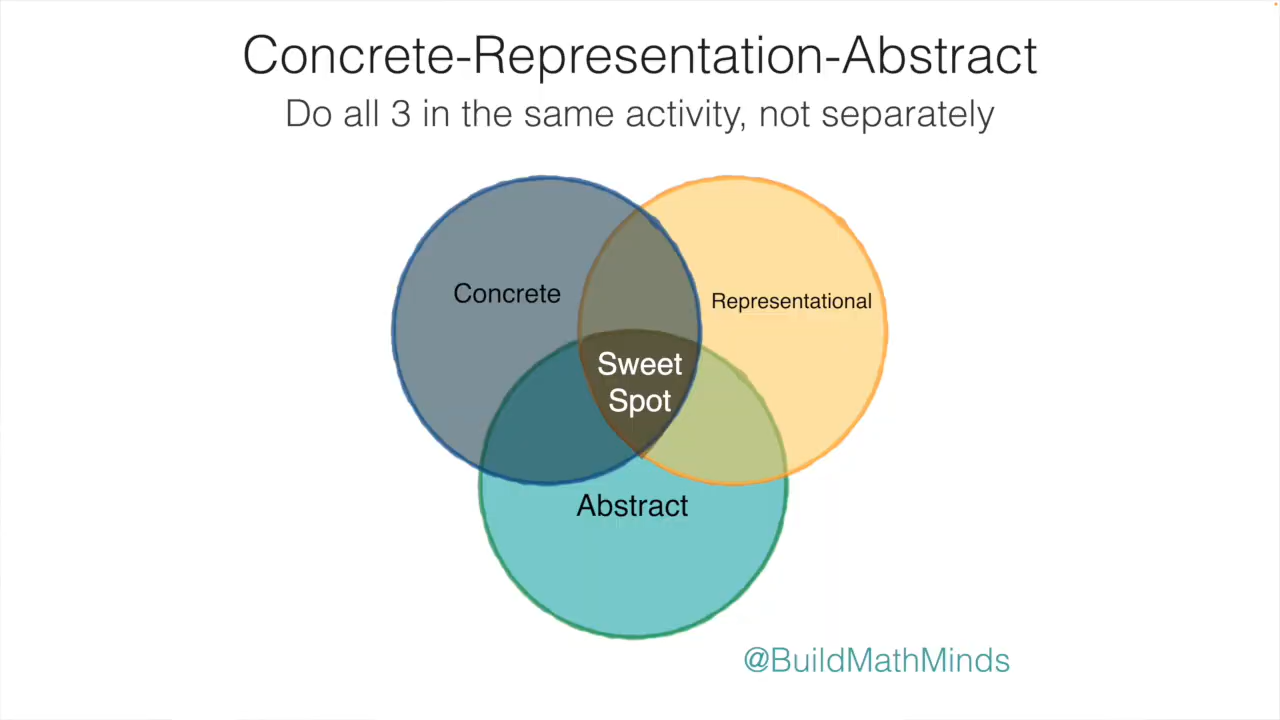 Concrete-Representation-Abstract
Do all 3 in the same activity, not separately
Concrete
Representational
Sweet
Spot
Abstract
@BuildMathMinds